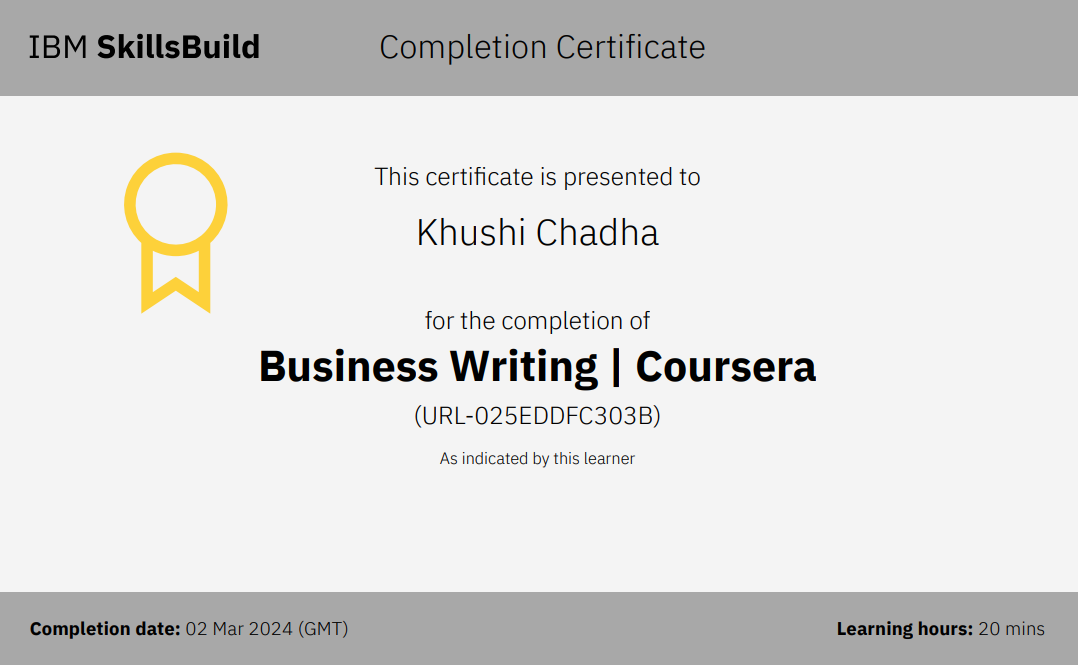 IBM SkillsBuild
Completion Certificate
This certificate is presented to
Khushi Chadha
for the completion of
Business Writing | Coursera
(URL-025EDDFC303B)
As indicated by this learner
Completion date: 02 Mar 2024 (GMT)
Learning hours: 20 mins